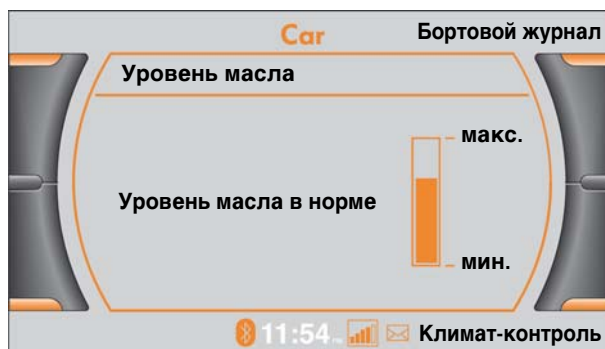 Car
Бортовой журнал
Уровень масла
макс.
Уровень масла в норме
мин.
11:54
Климат-контроль